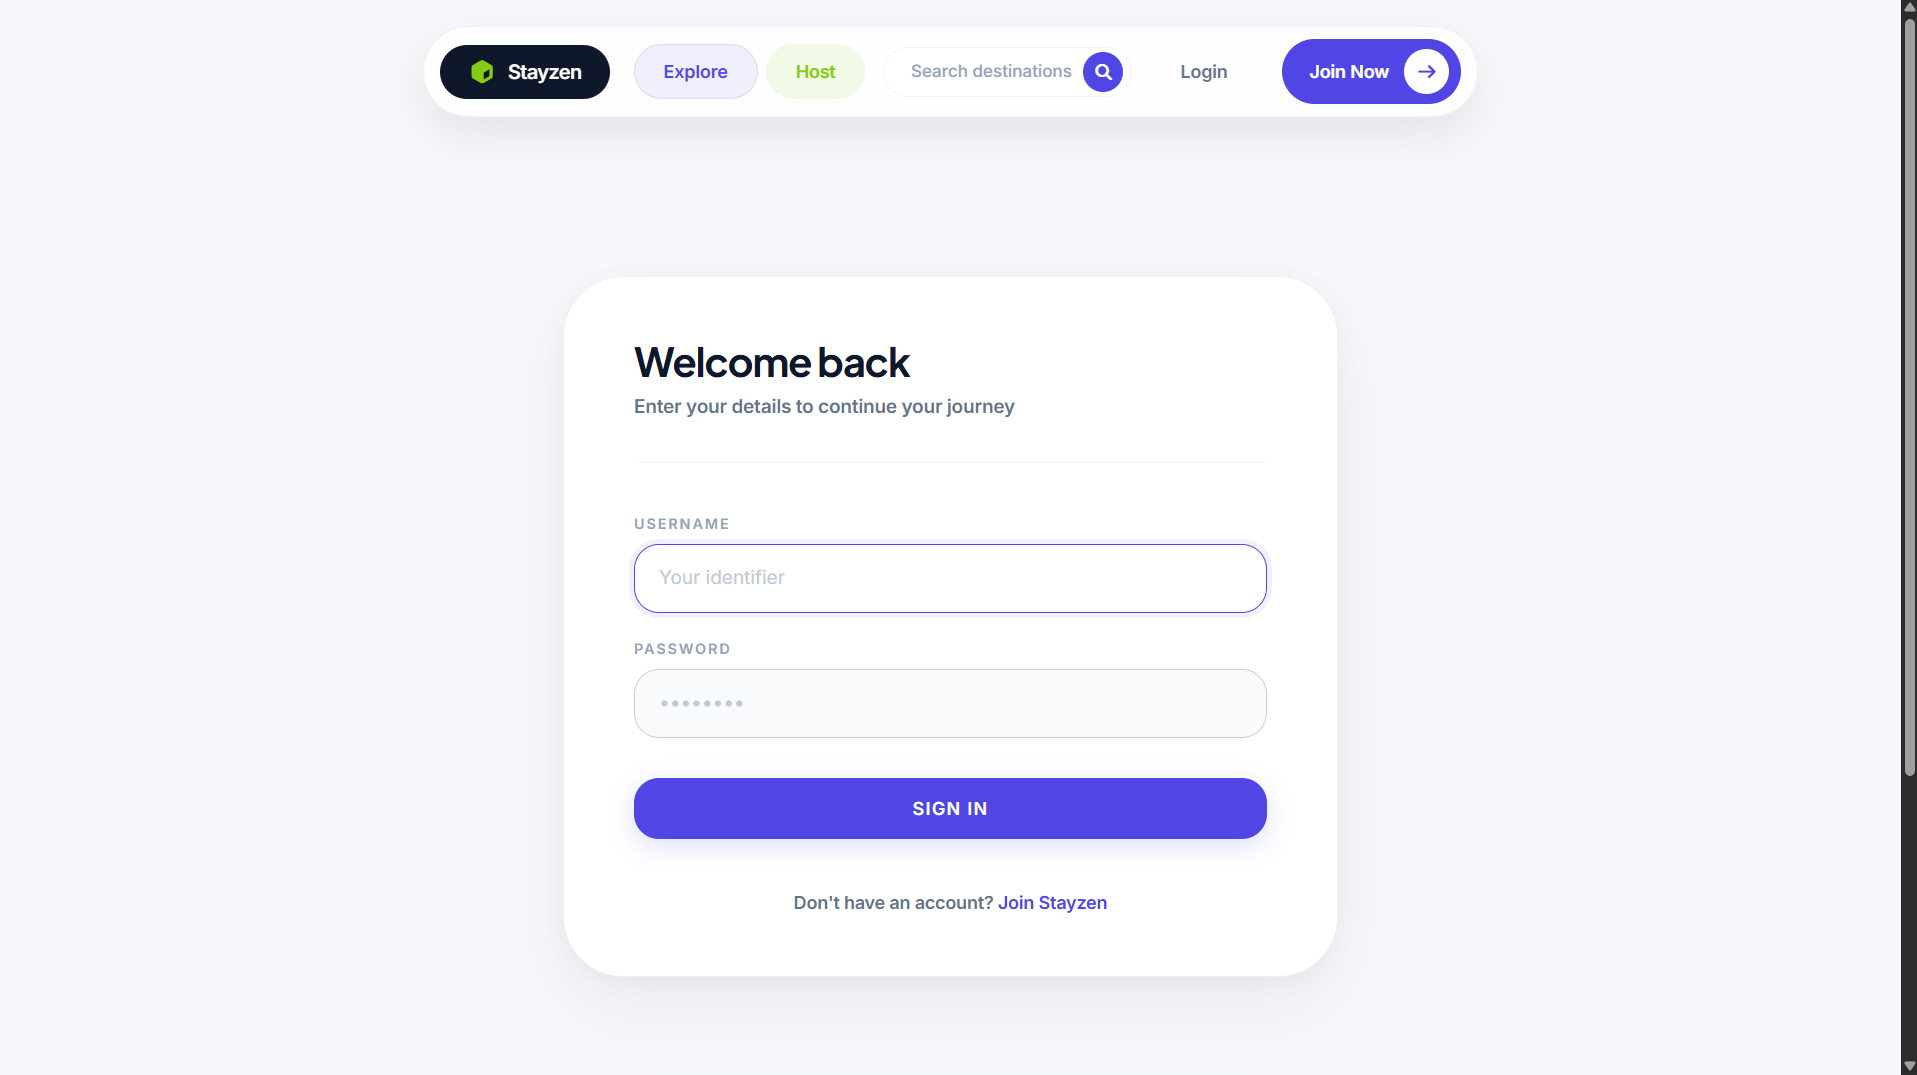 Stayzen
Explore
Host
Search destinations
Login
Join Now
Welcome back
Enter your details to continue your journey
USERNAME
Your identifier
PASSWORD
••••••••
SIGN IN
Don't have an account? Join Stayzen